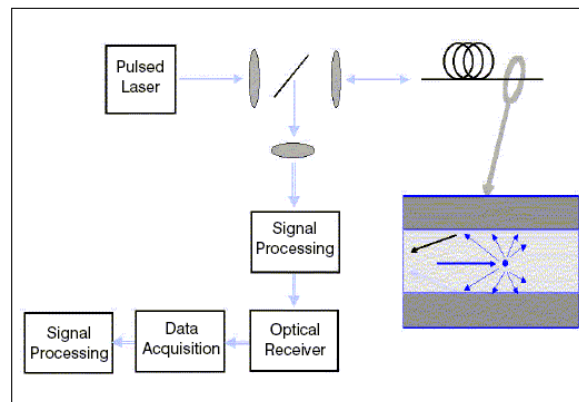 Pulsed
Laser
Signal
Processing
Signal
Processing
Data
Acquisition
Optical
Receiver